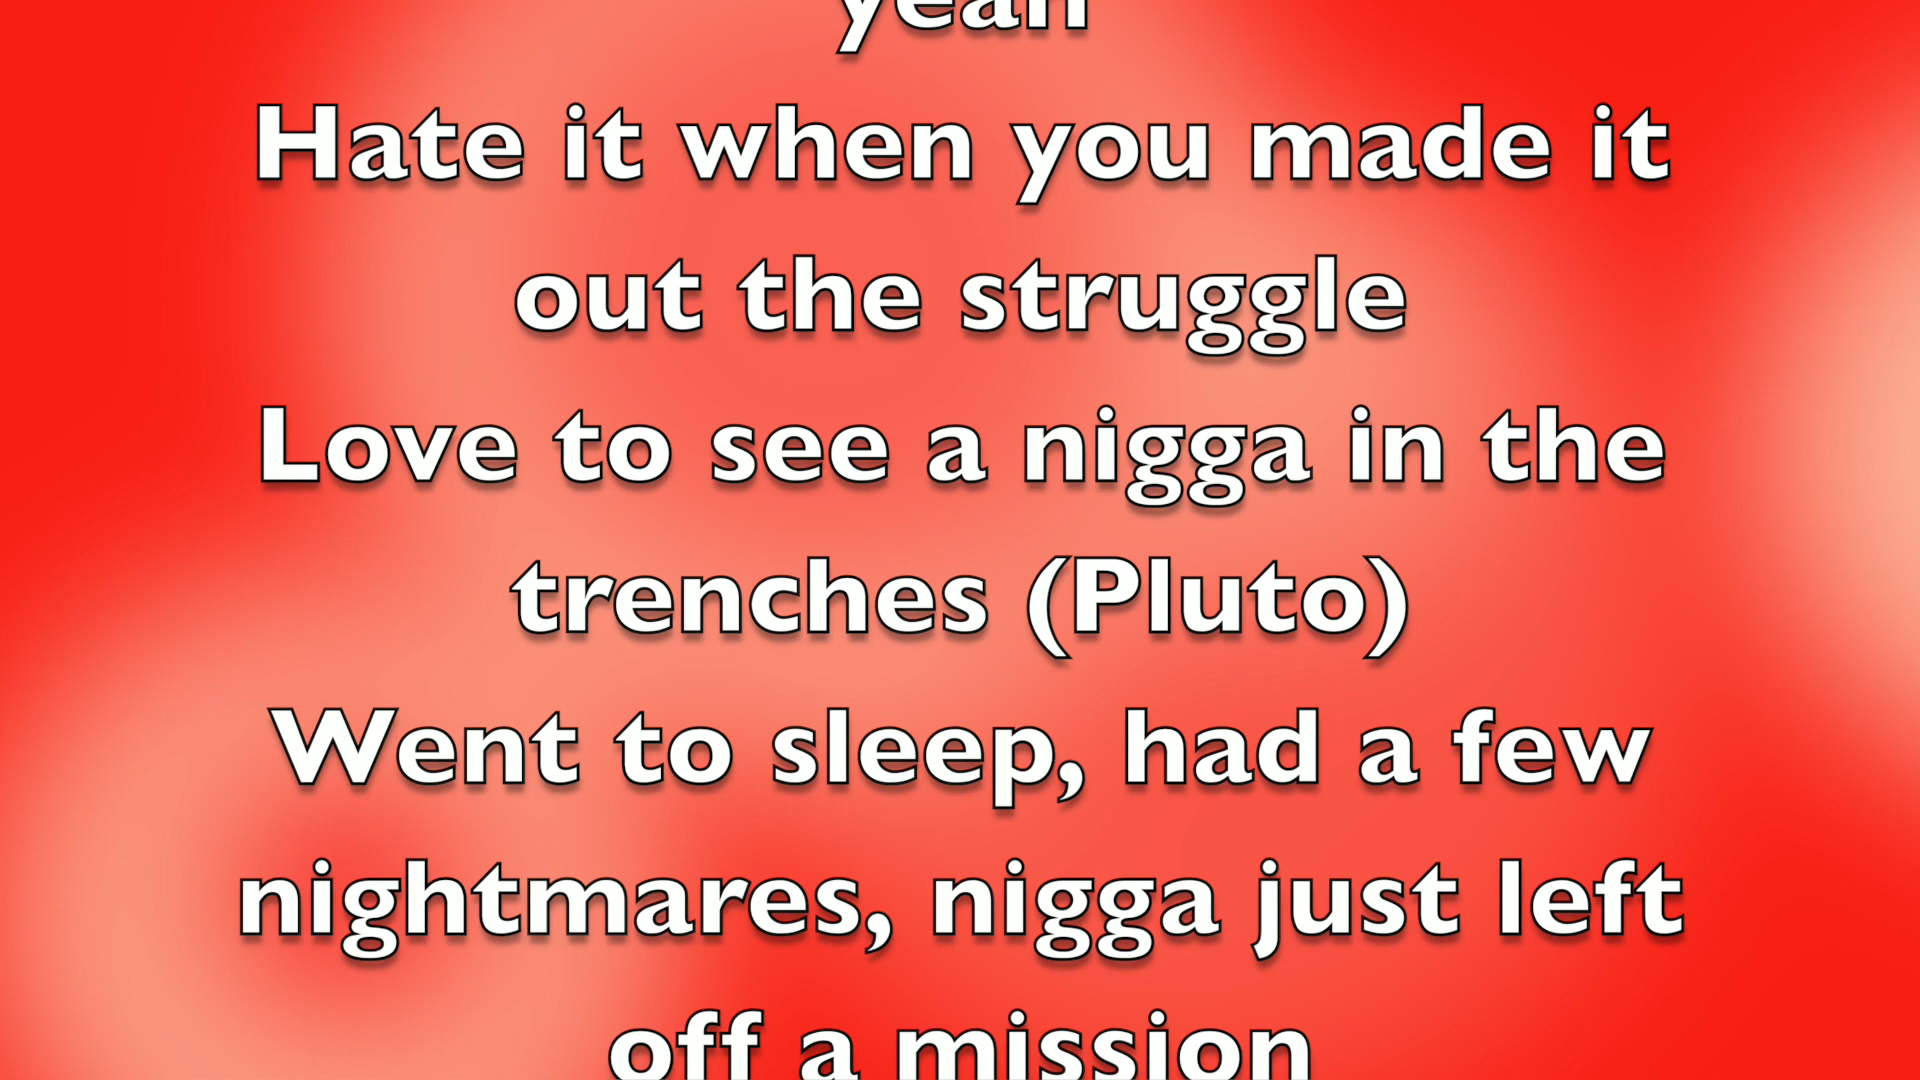 yeah
Hate it when you made it
out the struggle
Love to see a nigga in the
trenches (Pluto)
Went to sleep, had a few
nightmares, nigga just left
off a mission